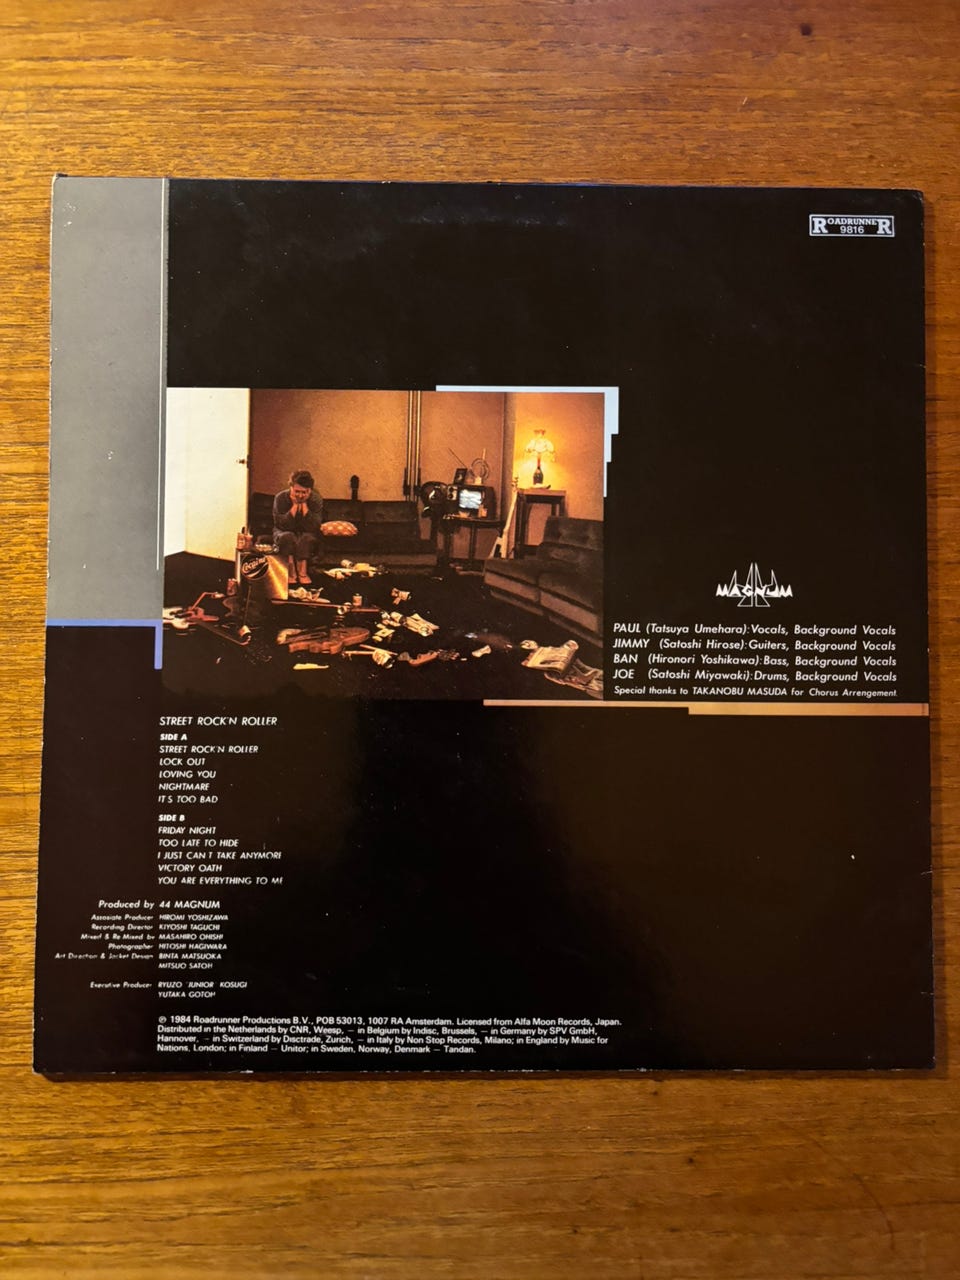 ROADRUNNER
9816
Cocaine
44 MAGNUM
PAUL (Tatsuya Umehara): Vocals, Background Vocals
JIMMY (Satoshi Hirose): Guiters, Background Vocals
BAN (Hironori Yoshikawa): Bass, Background Vocals
JOE (Satoshi Miyawaki): Drums, Background Vocals
Special thanks to TAKANOBU MASUDA for Chorus Arrengement.
STREET ROCK'N ROLLER
SIDE A
STREET ROCK'N ROLLER
LOCK OUT
LOVING YOU
NIGHTMARE
IT'S TOO BAD
SIDE B
FRIDAY NIGHT
TOO LATE TO HIDE
I JUST CAN'T TAKE ANYMORE
VICTORY OATH
YOU ARE EVERYTHING TO ME
Produced by 44 MAGNUM
Assosiate Producer HIROMI YOSHIZAWA
Recording Director KIYOSHI TAGUCHI
Mixed & Re Mixed by MASAHIRO OHISHI
Photographer HITOSHI HAGIWARA
Art Direction & Jacket Design BINTA MATSUOKA
MITSUO SATOH
Executive Producer RYUZO 'JUNIOR' KOSUGI
YUTAKA GOTOH
℗ 1984 Roadrunner Productions B.V., POB 53013, 1007 RA Amsterdam. Licensed from Alfa Moon Records, Japan.
Distributed in the Netherlands by CNR, Weesp, – in Belgium by Indisc, Brussels, – in Germany by SPV GmbH,
Hannover, – in Switzerland by Disctrade, Zurich, – in Italy by Non Stop Records, Milano; in England by Music for
Nations, London; in Finland – Unitor; in Sweden, Norway, Denmark – Tandan.